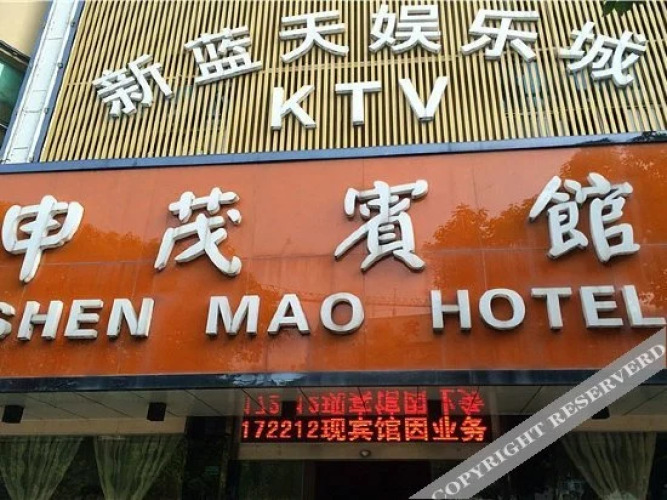 新蓝天娱乐城
KTV
申茂賓館
SHEN MAO HOTEL
172212现宾馆因业务
COPYRIGHT RESERVERD